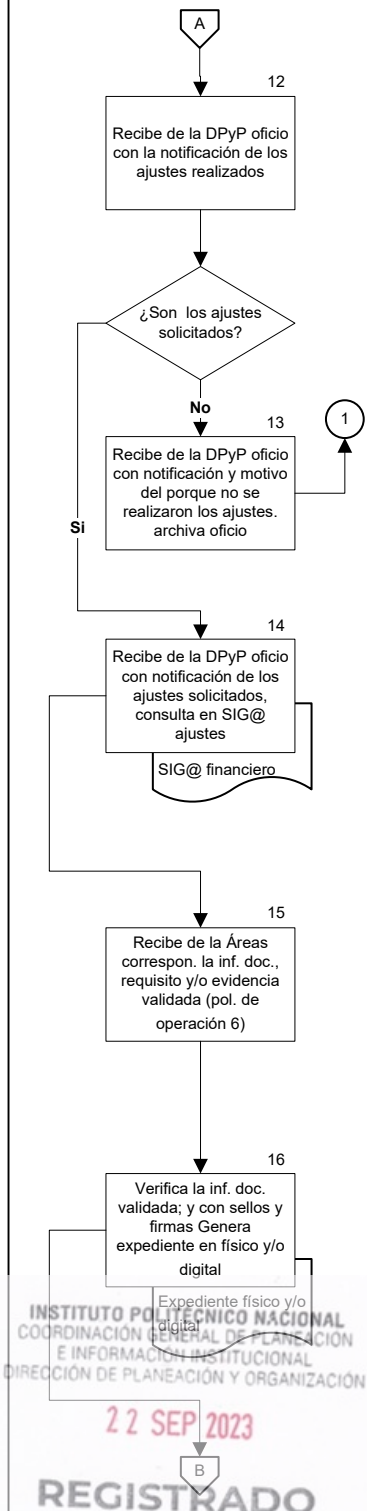 A
12
Recibe de la DPyP oficio
con la notificación de los
ajustes realizados
¿Son los ajustes
solicitados?
No
13
1
Recibe de la DPyP oficio
con notificación y motivo
del porque no se
realizaron los ajustes.
archiva oficio
Si
14
Recibe de la DPyP oficio
con notificación de los
ajustes solicitados,
consulta en SIG@
ajustes
SIG@ financiero
15
Recibe de la Áreas
correspon. la inf. doc.,
requisito y/o evidencia
validada (pol. de
operación 6)
16
Verifica la inf. doc.
validada; y con sellos y
firmas Genera
expediente en físico y/o
digital
Expediente físico y/o
digital
INSTITUTO POLITÉCNICO NACIONAL
COORDINACIÓN GENERAL DE PLANEACIÓN
E INFORMACIÓN INSTITUCIONAL
DIRECCIÓN DE PLANEACIÓN Y ORGANIZACIÓN
22 SEP 2023
B
REGISTRADO